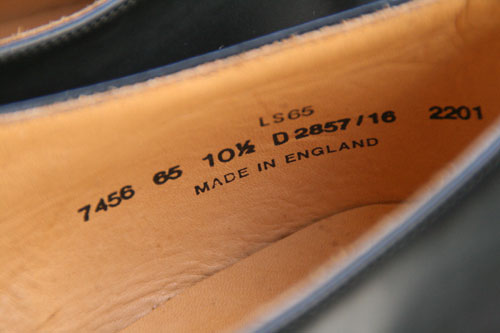 LS65
7456 65 10½ D 2857/16 2201
MADE IN ENGLAND